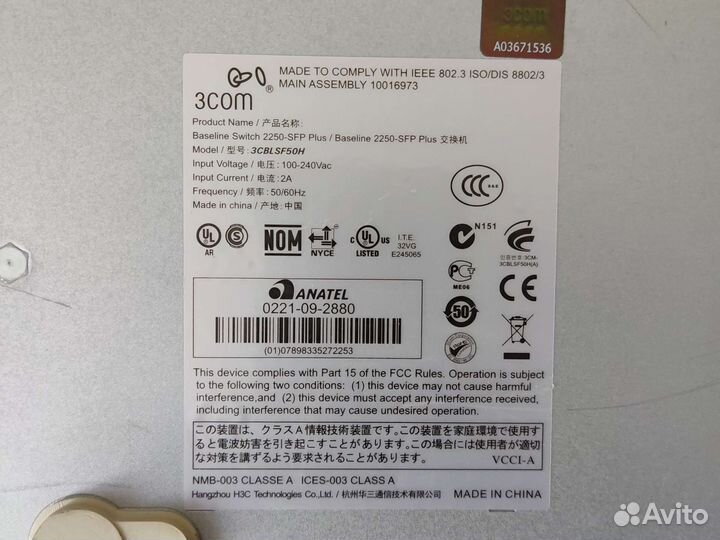 3com
A03671536
MADE TO COMPLY WITH IEEE 802.3 ISO/DIS 8802/3
MAIN ASSEMBLY 10016973
3COM ®
Product Name / 产品名称:
Baseline Switch 2250-SFP Plus / Baseline 2250-SFP Plus 交换机
Model / 型号: 3CBLSF50H
Input Voltage / 电压: 100-240Vac
Input Current / 电流: 2A
Frequency / 频率: 50/60Hz
Made in china / 产地: 中国
CCC S&E
UL AR S
NOM
NYCE
C UL US LISTED
I.T.E.
32VG
E245065
N151
인증번호: 3CM-
3CBLSF50H(A)
PCT
ME06
CE
50
ANATEL
0221-09-2880
(01)07898335272253
This device complies with Part 15 of the FCC Rules. Operation is subject
to the following two conditions: (1) this device may not cause harmful
interference, and (2) this device must accept any interference received,
including interference that may cause undesired operation.
この装置は、クラスA情報技術装置です。この装置を家庭環境で使用す
ると電波妨害を引き起こすことがあります。この場合には使用者が適切
な対策を講ずるよう要求されることがあります。
VCCI-A
NMB-003 CLASSE A ICES-003 CLASS A
Hangzhou H3C Technologies Co.,Ltd. / 杭州华三通信技术有限公司
MADE IN CHINA
Avito